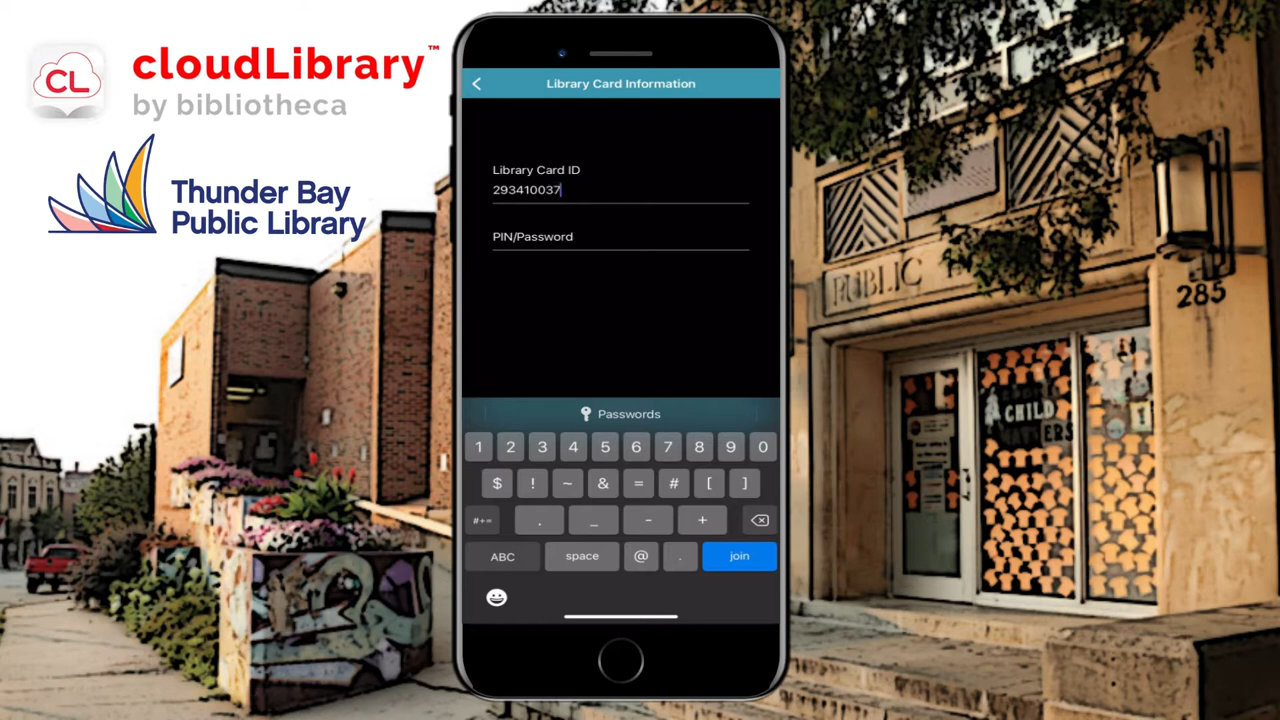 CL
cloudLibrary™
by bibliotheca
Thunder Bay
Public Library
Library Card Information
Library Card ID
293410037
PIN/Password
Passwords
1 2 3 4 5 6 7 8 9 0
$ ! ~ & = # [ ]
#+= . _ - +
ABC space @ . join
PUBLIC
285
CHILD